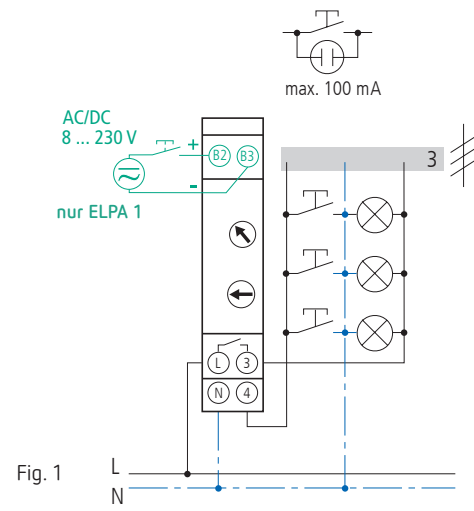 max. 100 mA
AC/DC
8 ... 230 V
+
-
nur ELPA 1
B2 B3
3
L 3
N 4
Fig. 1
L
N